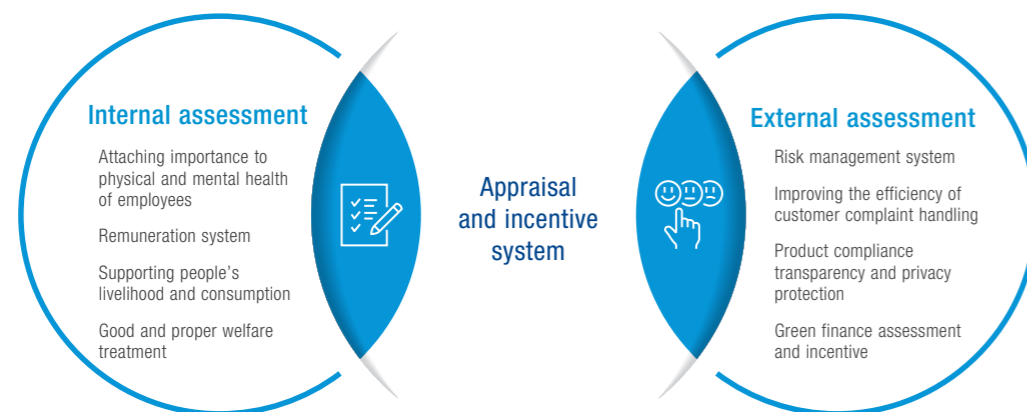 Internal assessment
Attaching importance to
physical and mental health
of employees
Remuneration system
Supporting people's
livelihood and consumption
Good and proper welfare
treatment
Appraisal
and incentive
system
External assessment
Risk management system
Improving the efficiency of
customer complaint handling
Product compliance
transparency and privacy
protection
Green finance assessment
and incentive